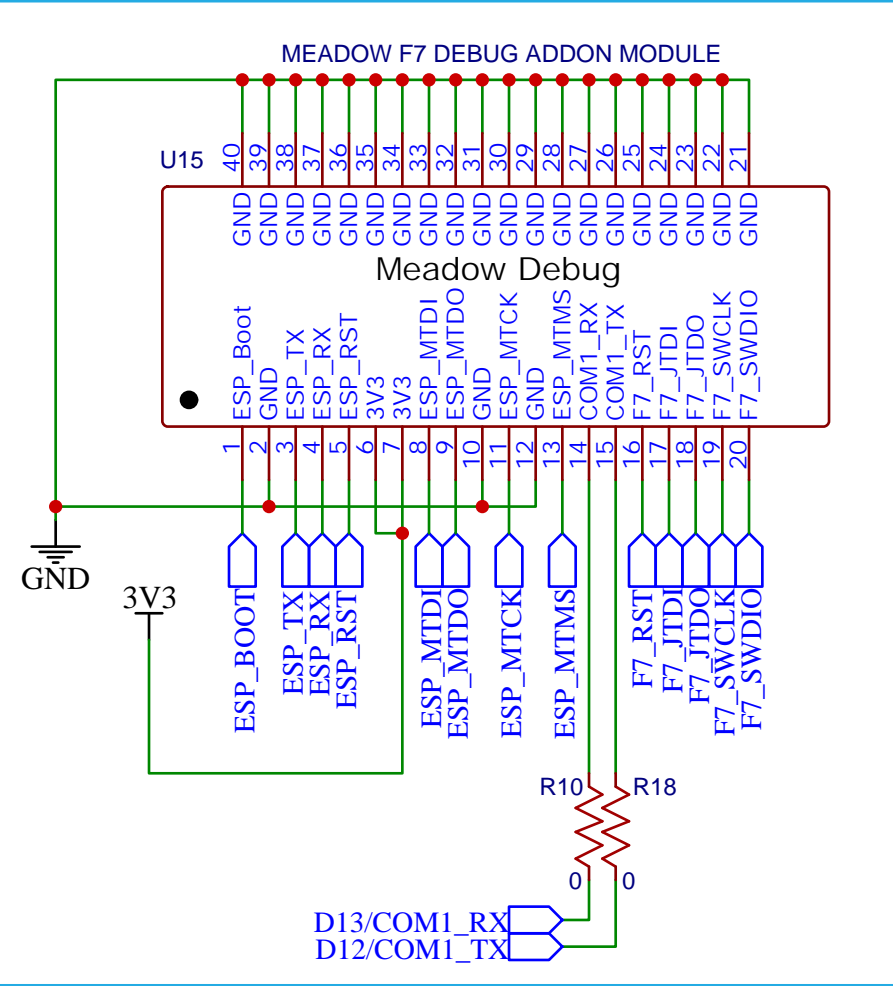 MEADOW F7 DEBUG ADDON MODULE
U15
40 39 38 37 36 35 34 33 32 31 30 29 28 27 26 25 24 23 22 21
GND GND GND GND GND GND GND GND GND GND GND GND GND GND GND GND GND GND GND GND
Meadow Debug
ESP_Boot GND ESP_TX ESP_RX ESP_RST 3V3 3V3 ESP_MTDI ESP_MTDO GND ESP_MTCK GND ESP_MTMS COM1_RX COM1_TX F7_RST F7_JTDI F7_JTDO F7_SWCLK F7_SWDIO
1 2 3 4 5 6 7 8 9 10 11 12 13 14 15 16 17 18 19 20
GND
3V3
ESP_BOOT ESP_TX ESP_RX ESP_RST ESP_MTDI ESP_MTDO ESP_MTCK ESP_MTMS F7_RST F7_JTDI F7_JTDO F7_SWCLK F7_SWDIO
R10 R18
0 0
D13/COM1_RX
D12/COM1_TX